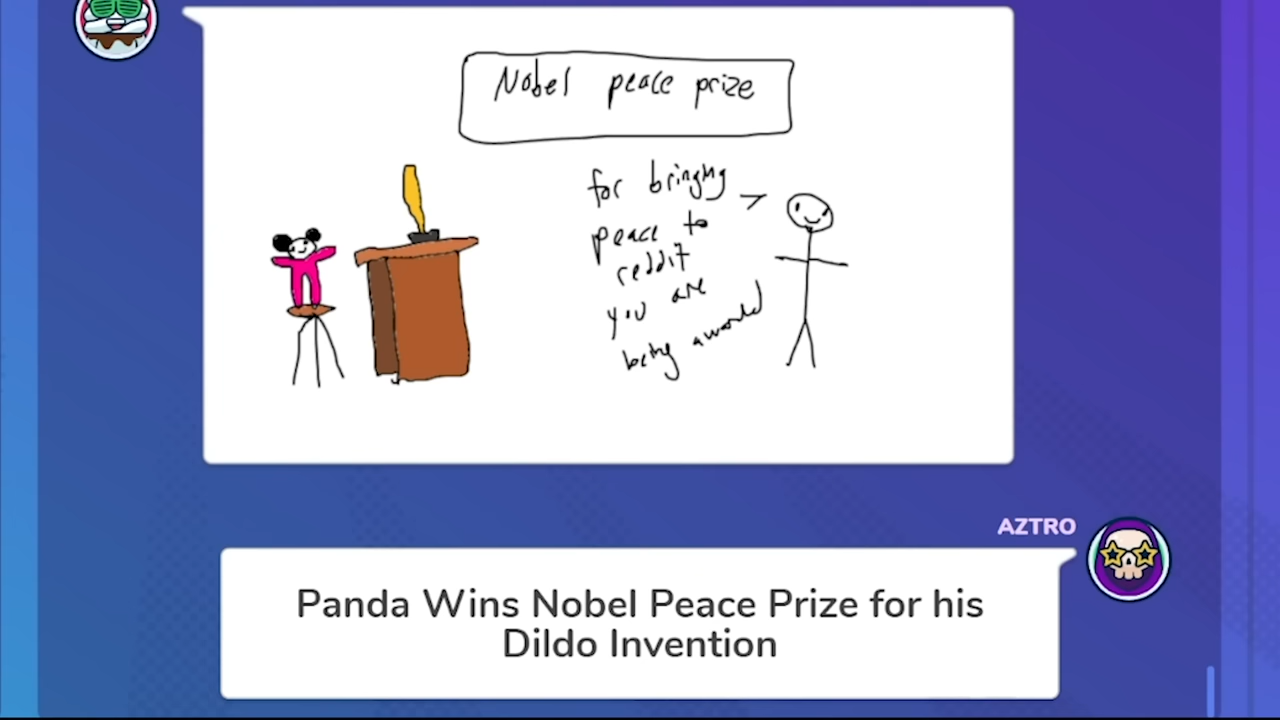 Nobel peace prize
for bringing
peace to
reddit
you are
being aworded
AZTRO
Panda Wins Nobel Peace Prize for his
Dildo Invention